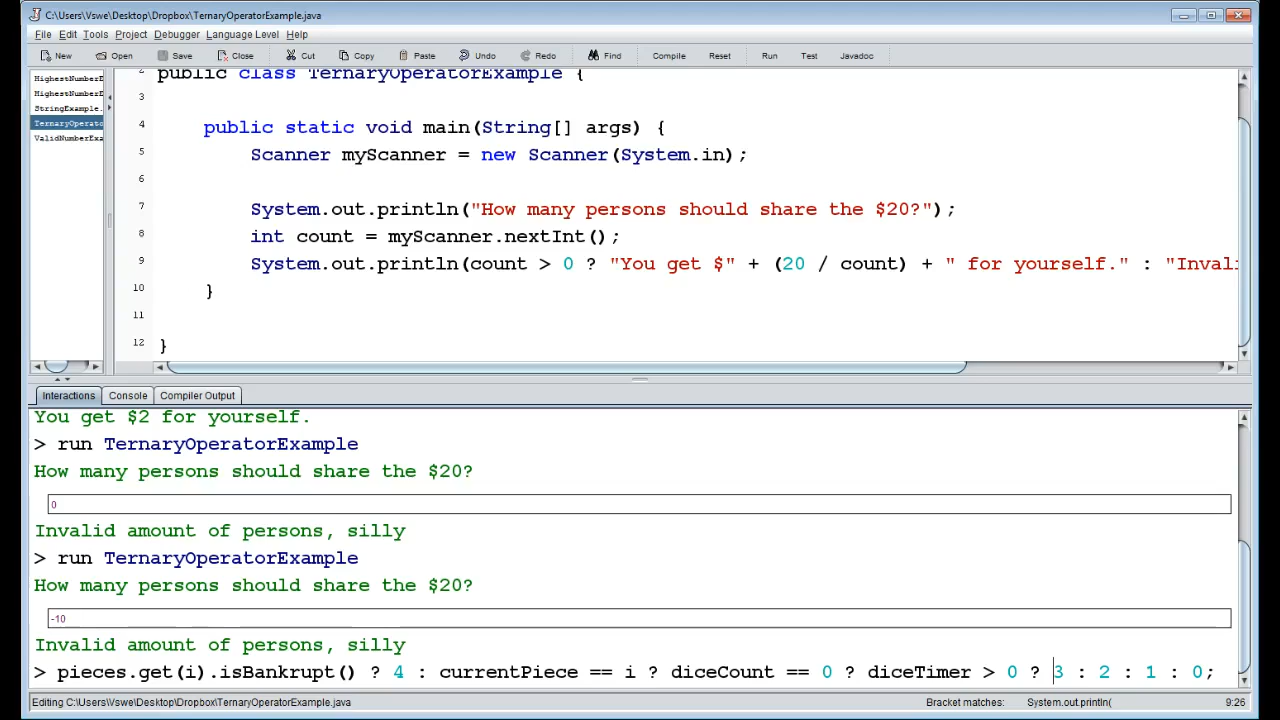 C:\Users\Vswe\Desktop\Dropbox\TernaryOperatorExample.java
File Edit Tools Project Debugger Language Level Help
New Open Save Close Cut Copy Paste Undo Redo Find Compile Reset Run Test Javadoc
HighestNumberE
HighestNumberE
StringExample.
TernaryOperato
ValidNumberExa
2 public class TernaryOperatorExample {
3
4 public static void main(String[] args) {
5 Scanner myScanner = new Scanner(System.in);
6
7 System.out.println("How many persons should share the $20?");
8 int count = myScanner.nextInt();
9 System.out.println(count > 0 ? "You get $" + (20 / count) + " for yourself." : "Invali
10 }
11
12 }
Interactions Console Compiler Output
You get $2 for yourself.
> run TernaryOperatorExample
How many persons should share the $20?
0
Invalid amount of persons, silly
> run TernaryOperatorExample
How many persons should share the $20?
-10
Invalid amount of persons, silly
> pieces.get(i).isBankrupt() ? 4 : currentPiece == i ? diceCount == 0 ? diceTimer > 0 ? 3 : 2 : 1 : 0;
Editing C:\Users\Vswe\Desktop\Dropbox\TernaryOperatorExample.java Bracket matches: System.out.println( 9:26